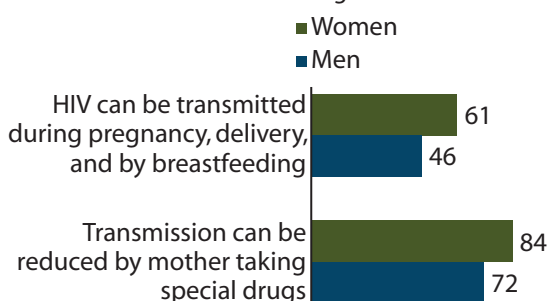 Women
Men
HIV can be transmitted
during pregnancy, delivery,
and by breastfeeding
61
46
Transmission can be
reduced by mother taking
special drugs
84
72